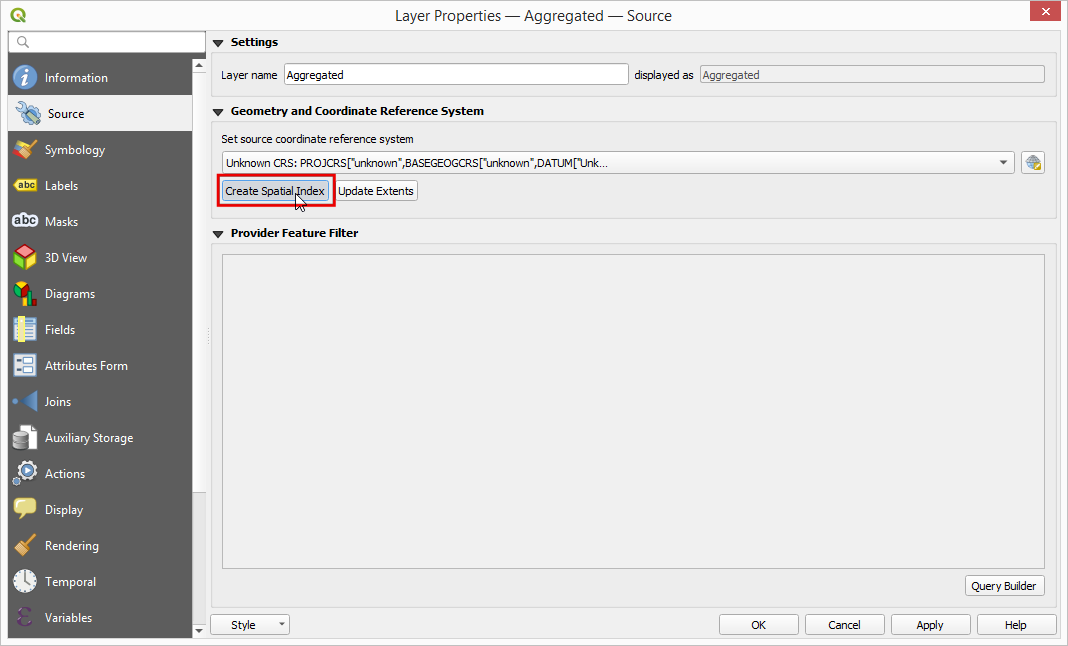 Layer Properties — Aggregated — Source
Information
Source
Symbology
abc Labels
abc Masks
3D View
Diagrams
Fields
Attributes Form
Joins
Auxiliary Storage
Actions
Display
Rendering
Temporal
Variables
Settings
Layer name Aggregated displayed as Aggregated
Geometry and Coordinate Reference System
Set source coordinate reference system
Unknown CRS: PROJCRS["unknown",BASEGEOGCRS["unknown",DATUM["Unk...
Create Spatial Index Update Extents
Provider Feature Filter
Query Builder
Style OK Cancel Apply Help